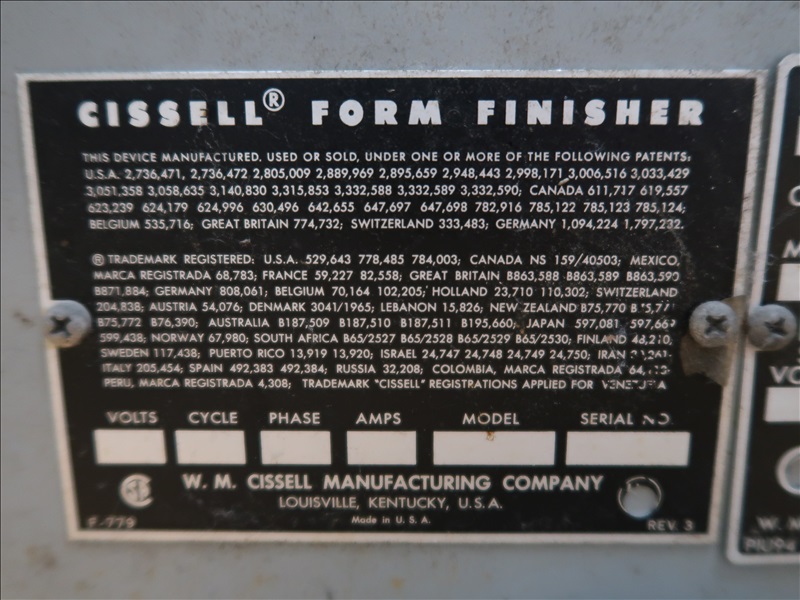 CISSELL® FORM FINISHER
THIS DEVICE MANUFACTURED, USED OR SOLD, UNDER ONE OR MORE OF THE FOLLOWING PATENTS:
U.S.A. 2,736,471, 2,736,472 2,805,009 2,889,969 2,895,659 2,948,443 2,998,171 3,006,516 3,033,429
3,051,358 3,058,635 3,140,830 3,315,853 3,332,588 3,332,589 3,332,590; CANADA 611,717 619,557
623,239 624,179 624,996 630,496 642,655 647,697 647,698 782,916 785,122 785,123 785,124;
BELGIUM 535,716; GREAT BRITAIN 774,732; SWITZERLAND 333,483; GERMANY 1,094,224 1,797,232.
® TRADEMARK REGISTERED: U.S.A. 529,643 778,485 784,003; CANADA NS 159/40503; MEXICO,
MARCA REGISTRADA 68,783; FRANCE 59,227 82,558; GREAT BRITAIN B863,588 B863,589 B863,590
B871,884; GERMANY 808,061; BELGIUM 70,164 102,205; HOLLAND 23,710 110,302; SWITZERLAND
204,838; AUSTRIA 54,076; DENMARK 3041/1965; LEBANON 15,826; NEW ZEALAND B75,770
B75,772 B76,390; AUSTRALIA B187,509 B187,510 B187,511 B195,660; JAPAN 597,081 597,669
599,438; NORWAY 67,980; SOUTH AFRICA B65/2527 B65/2528 B65/2529 B65/2530; FINLAND 48,210;
SWEDEN 117,438; PUERTO RICO 13,919 13,920; ISRAEL 24,747 24,748 24,749 24,750; IRAN
ITALY 205,454; SPAIN 492,383 492,384; RUSSIA 32,208; COLOMBIA, MARCA REGISTRADA
PERU, MARCA REGISTRADA 4,308; TRADEMARK "CISSELL" REGISTRATIONS APPLIED FOR VENEZUELA
VOLTS CYCLE PHASE AMPS MODEL SERIAL NO.
W. M. CISSELL MANUFACTURING COMPANY
LOUISVILLE, KENTUCKY, U.S.A.
Made in U. S. A.
F-779 REV. 3